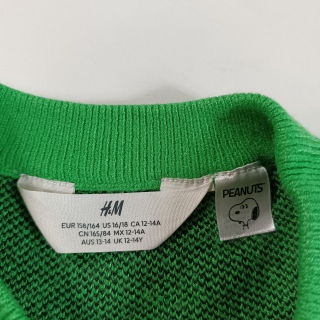 H&M
EUR 158/164 US 16/18 CA 12-14A
CN 165/84 MX 12-14A
AUS 13-14 UK 12-14Y
PEANUTS